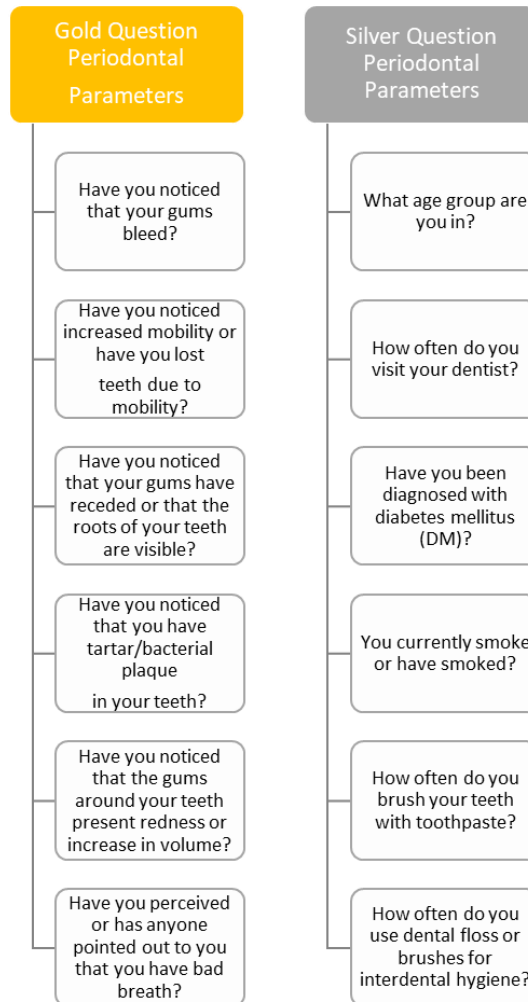 Gold Question
Periodontal
Parameters
Have you noticed
that your gums
bleed?
Have you noticed
increased mobility or
have you lost
teeth due to
mobility?
Have you noticed
that your gums have
receded or that the
roots of your teeth
are visible?
Have you noticed
that you have
tartar/bacterial
plaque
in your teeth?
Have you noticed
that the gums
around your teeth
present redness or
increase in volume?
Have you perceived
or has anyone
pointed out to you
that you have bad
breath?
Silver Question
Periodontal
Parameters
What age group are
you in?
How often do you
visit your dentist?
Have you been
diagnosed with
diabetes mellitus
(DM)?
You currently smoke
or have smoked?
How often do you
brush your teeth
with toothpaste?
How often do you
use dental floss or
brushes for
interdental hygiene?